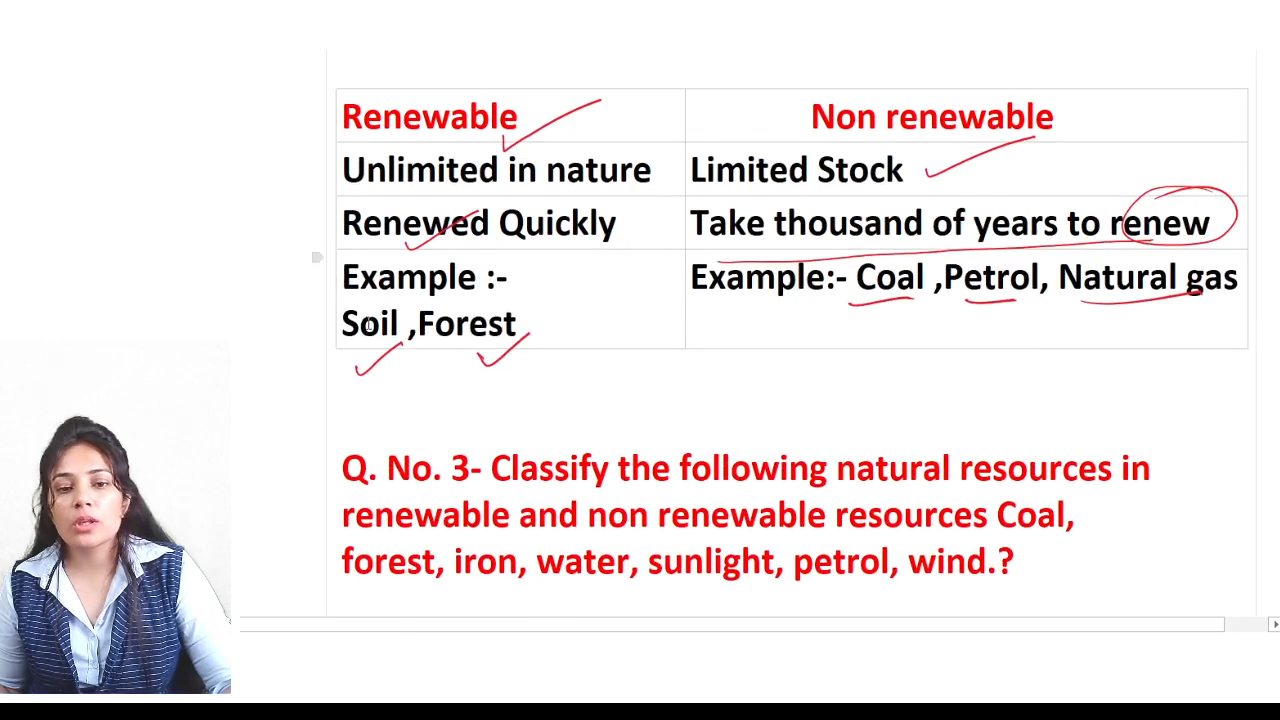 Renewable Non renewable
Unlimited in nature Limited Stock
Renewed Quickly Take thousand of years to renew
Example :- Example:- Coal ,Petrol, Natural gas
Soil ,Forest
Q. No. 3- Classify the following natural resources in
renewable and non renewable resources Coal,
forest, iron, water, sunlight, petrol, wind.?